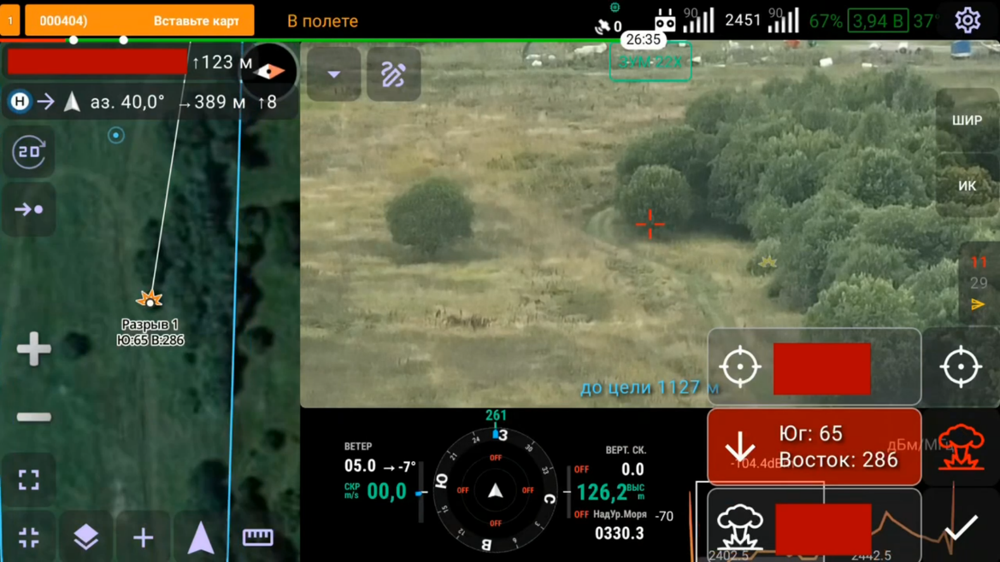 1
000404)
Вставьте карт
В полете
0
90
2451
90
67%
3,94 В
37°
26:35
ЗУМ 22X
↑123 м
H → аз. 40,0° →389 м ↑8
2D
ШИР
ИК
11
29
Разрыв 1
Ю:65 В:286
до цели 1127 м
Юг: 65
Восток: 286
дБм/МГц
-104.4dB
ВЕТЕР
05.0 → -7°
СКР
m/s
00,0
261
З
24
30
21
33
Ю
С
15
3
12
6
В
OFF
OFF
OFF
OFF
ВЕРТ. СК.
OFF 0.0
126,2 ВЫС
m
OFF НадУр.Моря -70
0330.3
2402.5
2442.5